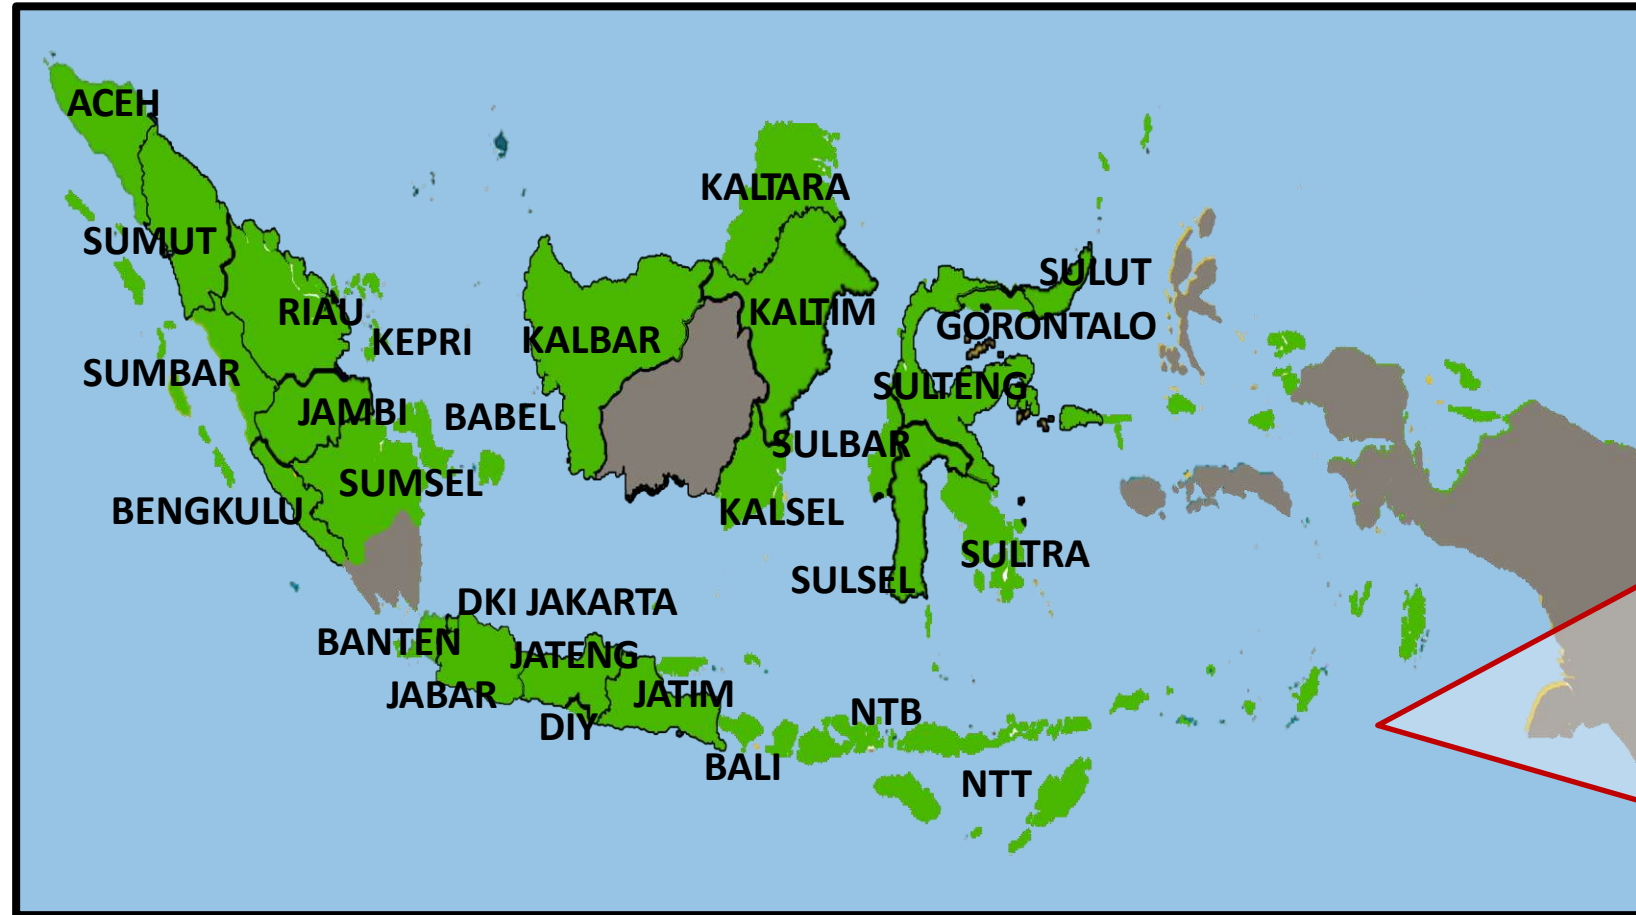 ACEH
KALTARA
SUMUT
SULUT
RIAU
KALTIM
GORONTALO
KEPRI
KALBAR
SUMBAR
SULTENG
JAMBI
BABEL
SULBAR
SUMSEL
BENGKULU
KALSEL
SULTRA
SULSEL
DKI JAKARTA
BANTEN
JATENG
JABAR
JATIM
NTB
DIY
BALI
NTT